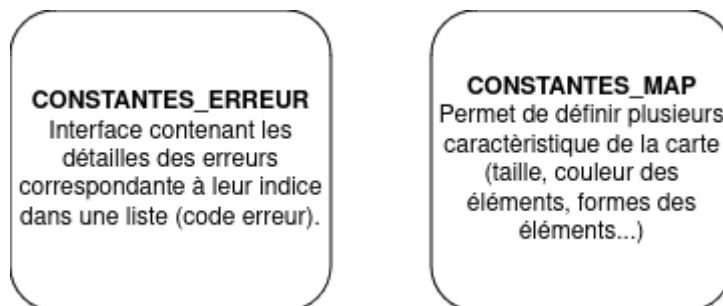 CONSTANTES_ERREUR
Interface contenant les
détailles des erreurs
correspondante à leur indice
dans une liste (code erreur).
CONSTANTES_MAP
Permet de définir plusieurs
caractèristique de la carte
(taille, couleur des
éléments, formes des
éléments...)